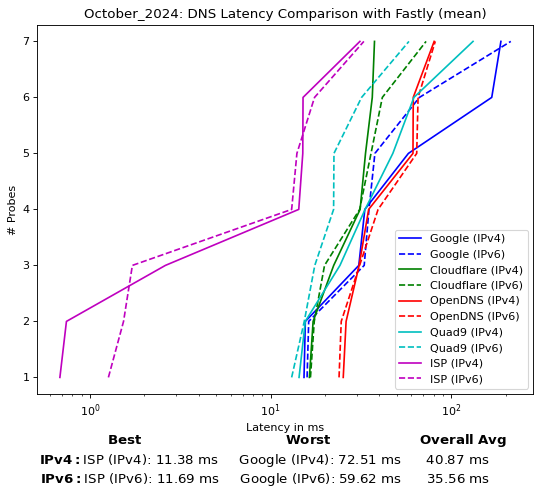 October_2024: DNS Latency Comparison with Fastly (mean)
7
6
5
4
3
2
1
# Probes
Google (IPv4)
Google (IPv6)
Cloudflare (IPv4)
Cloudflare (IPv6)
OpenDNS (IPv4)
OpenDNS (IPv6)
Quad9 (IPv4)
Quad9 (IPv6)
ISP (IPv4)
ISP (IPv6)
10⁰ 10¹ 10²
Latency in ms
Best Worst Overall Avg
IPv4: ISP (IPv4): 11.38 ms Google (IPv4): 72.51 ms 40.87 ms
IPv6: ISP (IPv6): 11.69 ms Google (IPv6): 59.62 ms 35.56 ms